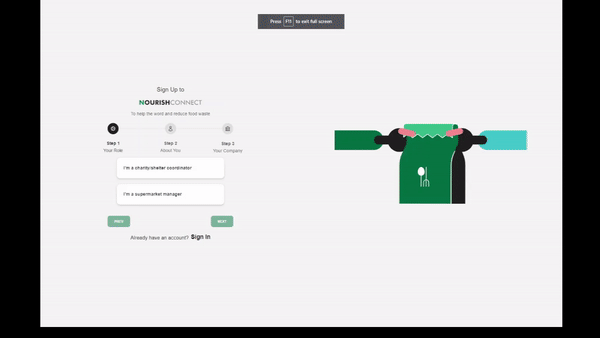 Press F11 to exit full screen
Sign Up to
NOURISHCONNECT
To help the world and reduce food waste
Step 1
Your Role
Step 2
About You
Step 3
Your Company
I'm a charity/shelter coordinator
I'm a supermarket manager
NEXT
Already have an account? Sign In